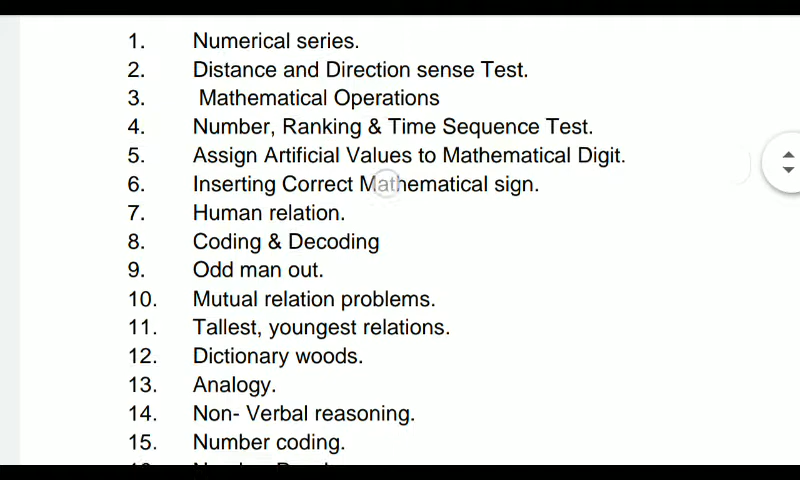 1. Numerical series.
2. Distance and Direction sense Test.
3. Mathematical Operations
4. Number, Ranking & Time Sequence Test.
5. Assign Artificial Values to Mathematical Digit.
6. Inserting Correct Mathematical sign.
7. Human relation.
8. Coding & Decoding
9. Odd man out.
10. Mutual relation problems.
11. Tallest, youngest relations.
12. Dictionary woods.
13. Analogy.
14. Non- Verbal reasoning.
15. Number coding.